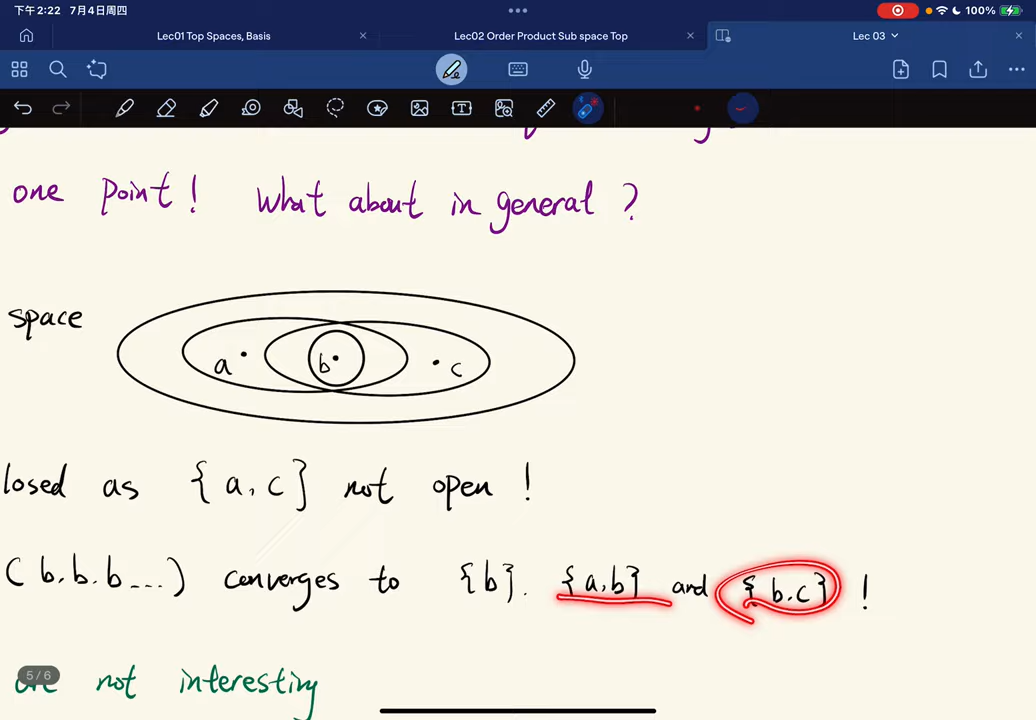 下午2:22 7月4日周四
100%
Lec01 Top Spaces, Basis
Lec02 Order Product Sub space Top
Lec 03
one point! What about in general ?
space
a b c
losed as {a,c} not open !
(b.b.b...) converges to {b}. {a,b} and {b.c} !
5/6
not interesting